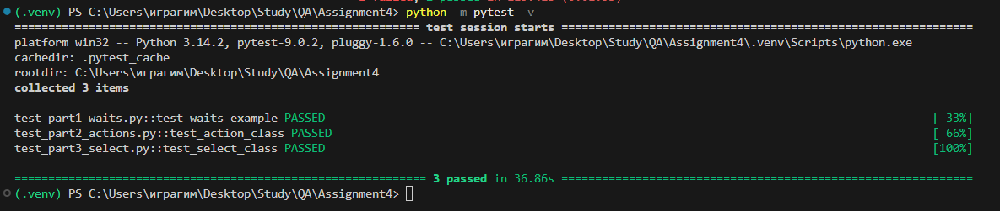 (.venv) PS C:\Users\играгим\Desktop\Study\QA\Assignment4> python -m pytest -v
============================================================ test session starts =============================================================
platform win32 -- Python 3.14.2, pytest-9.0.2, pluggy-1.6.0 -- C:\Users\играгим\Desktop\Study\QA\Assignment4\.venv\Scripts\python.exe
cachedir: .pytest_cache
rootdir: C:\Users\играгим\Desktop\Study\QA\Assignment4
collected 3 items
test_part1_waits.py::test_waits_example PASSED [ 33%]
test_part2_actions.py::test_action_class PASSED [ 66%]
test_part3_select.py::test_select_class PASSED [100%]
============================================================= 3 passed in 36.86s =============================================================
(.venv) PS C:\Users\играгим\Desktop\Study\QA\Assignment4>